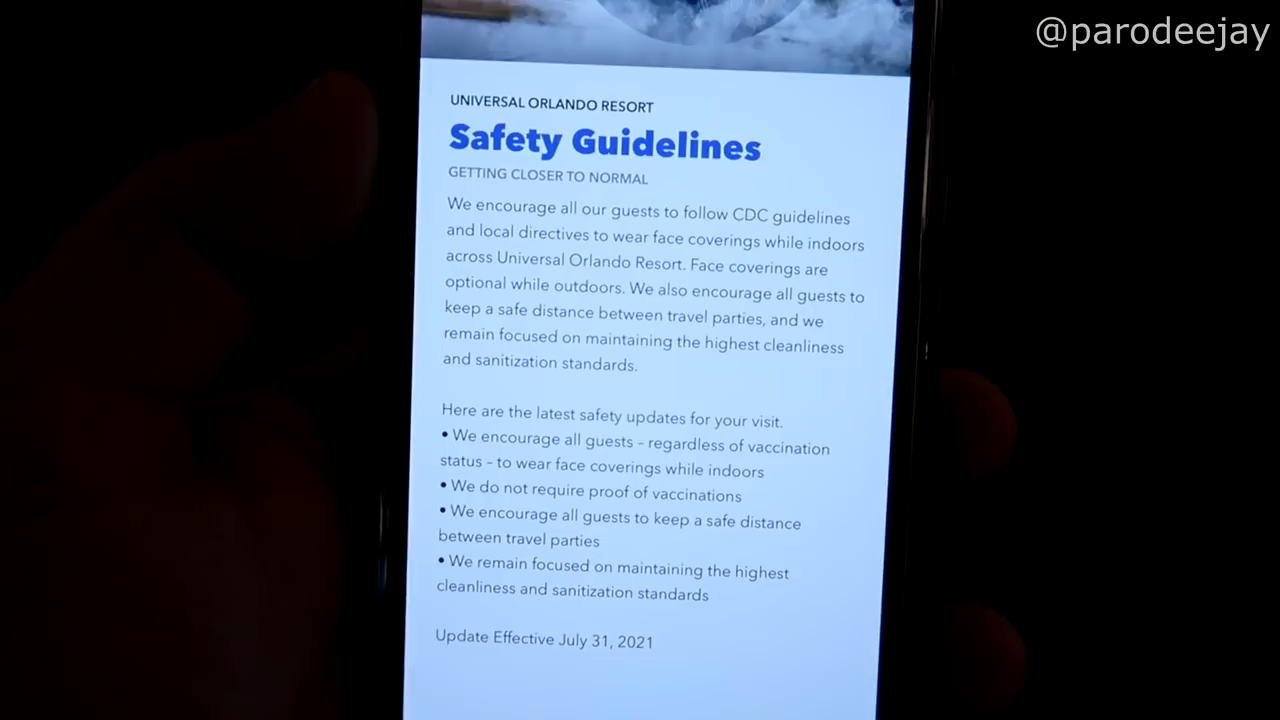 @parodeejay
UNIVERSAL ORLANDO RESORT
Safety Guidelines
GETTING CLOSER TO NORMAL
We encourage all our guests to follow CDC guidelines
and local directives to wear face coverings while indoors
across Universal Orlando Resort. Face coverings are
optional while outdoors. We also encourage all guests to
keep a safe distance between travel parties, and we
remain focused on maintaining the highest cleanliness
and sanitization standards.
Here are the latest safety updates for your visit.
• We encourage all guests – regardless of vaccination
status – to wear face coverings while indoors
• We do not require proof of vaccinations
• We encourage all guests to keep a safe distance
between travel parties
• We remain focused on maintaining the highest
cleanliness and sanitization standards
Update Effective July 31, 2021